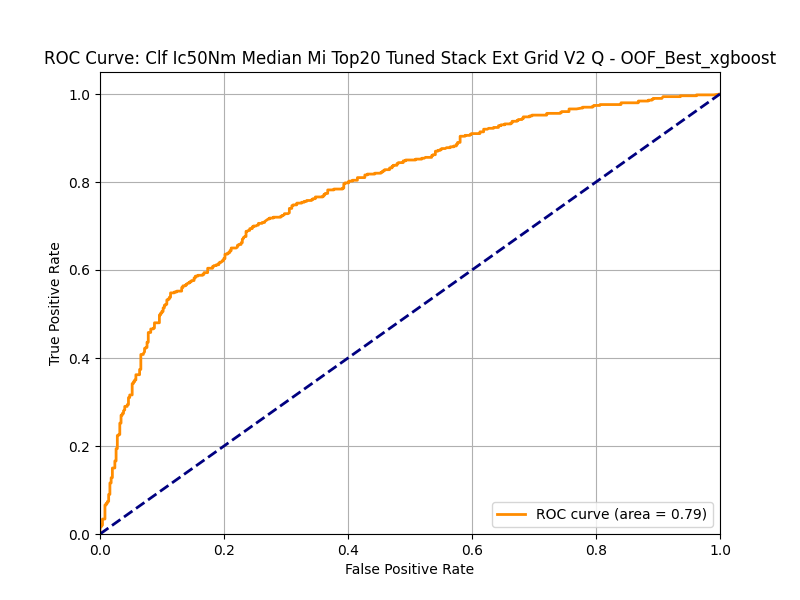 ROC Curve: Clf Ic50Nm Median Mi Top20 Tuned Stack Ext Grid V2 Q - OOF_Best_xgboost
True Positive Rate
1.0
0.8
0.6
0.4
0.2
0.0
ROC curve (area = 0.79)
0.0 0.2 0.4 0.6 0.8 1.0
False Positive Rate